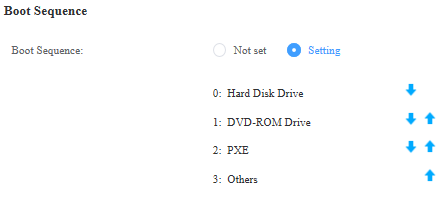 Boot Sequence
Boot Sequence: Not set Setting
0: Hard Disk Drive
1: DVD-ROM Drive
2: PXE
3: Others